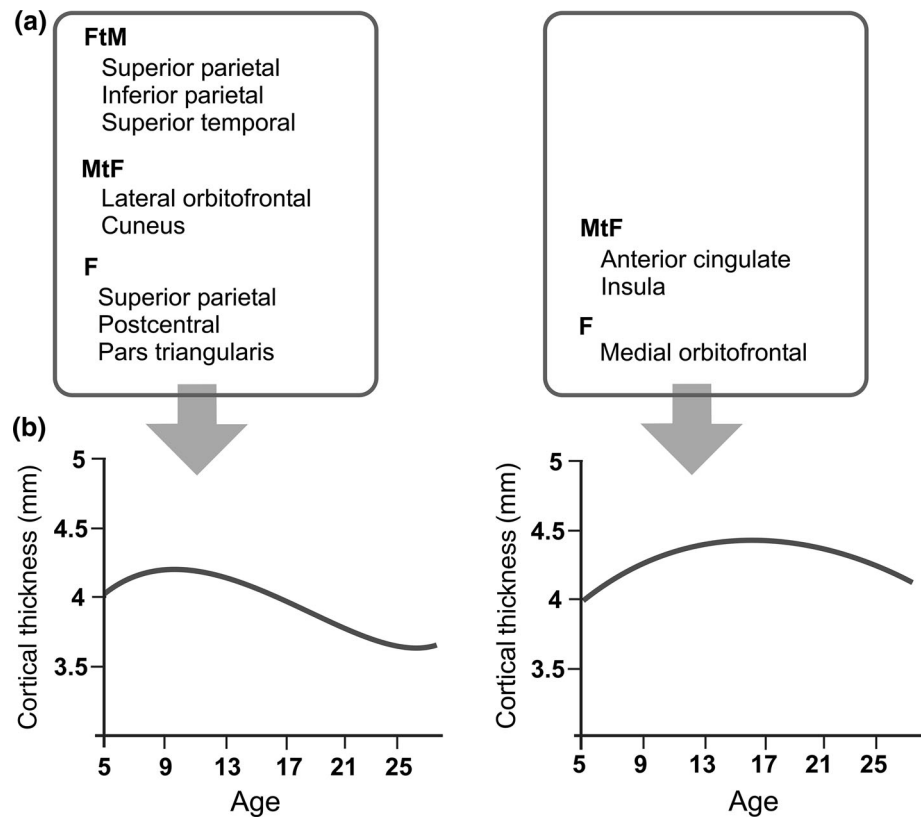 (a)
FtM
Superior parietal
Inferior parietal
Superior temporal
MtF
Lateral orbitofrontal
Cuneus
F
Superior parietal
Postcentral
Pars triangularis
MtF
Anterior cingulate
Insula
F
Medial orbitofrontal
(b)
Cortical thickness (mm)
5
4.5
4
3.5
5 9 13 17 21 25
Age
Cortical thickness (mm)
5
4.5
4
3.5
5 9 13 17 21 25
Age